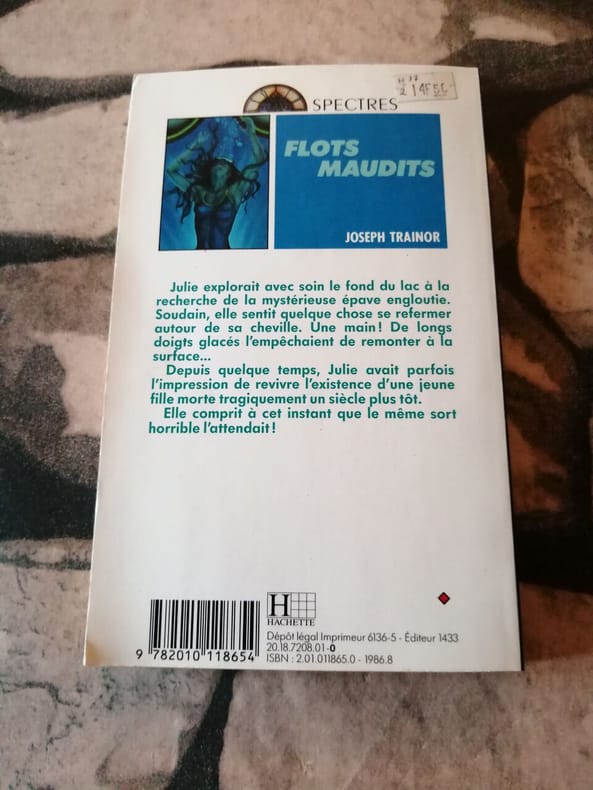 SPECTRES
FLOTS
MAUDITS
JOSEPH TRAINOR
Julie explorait avec soin le fond du lac à la
recherche de la mystérieuse épave engloutie.
Soudain, elle sentit quelque chose se refermer
autour de sa cheville. Une main! De longs
doigts glacés l'empêchaient de remonter à la
surface...
Depuis quelque temps, Julie avait parfois
l'impression de revivre l'existence d'une jeune
fille morte tragiquement un siècle plus tôt.
Elle comprit à cet instant que le même sort
horrible l'attendait!
H
HACHETTE
Dépôt légal Imprimeur 6136-5 - Éditeur 1433
20.18.7208.01-0
ISBN : 2.01.011865.0 - 1986.8
9 782010 118654